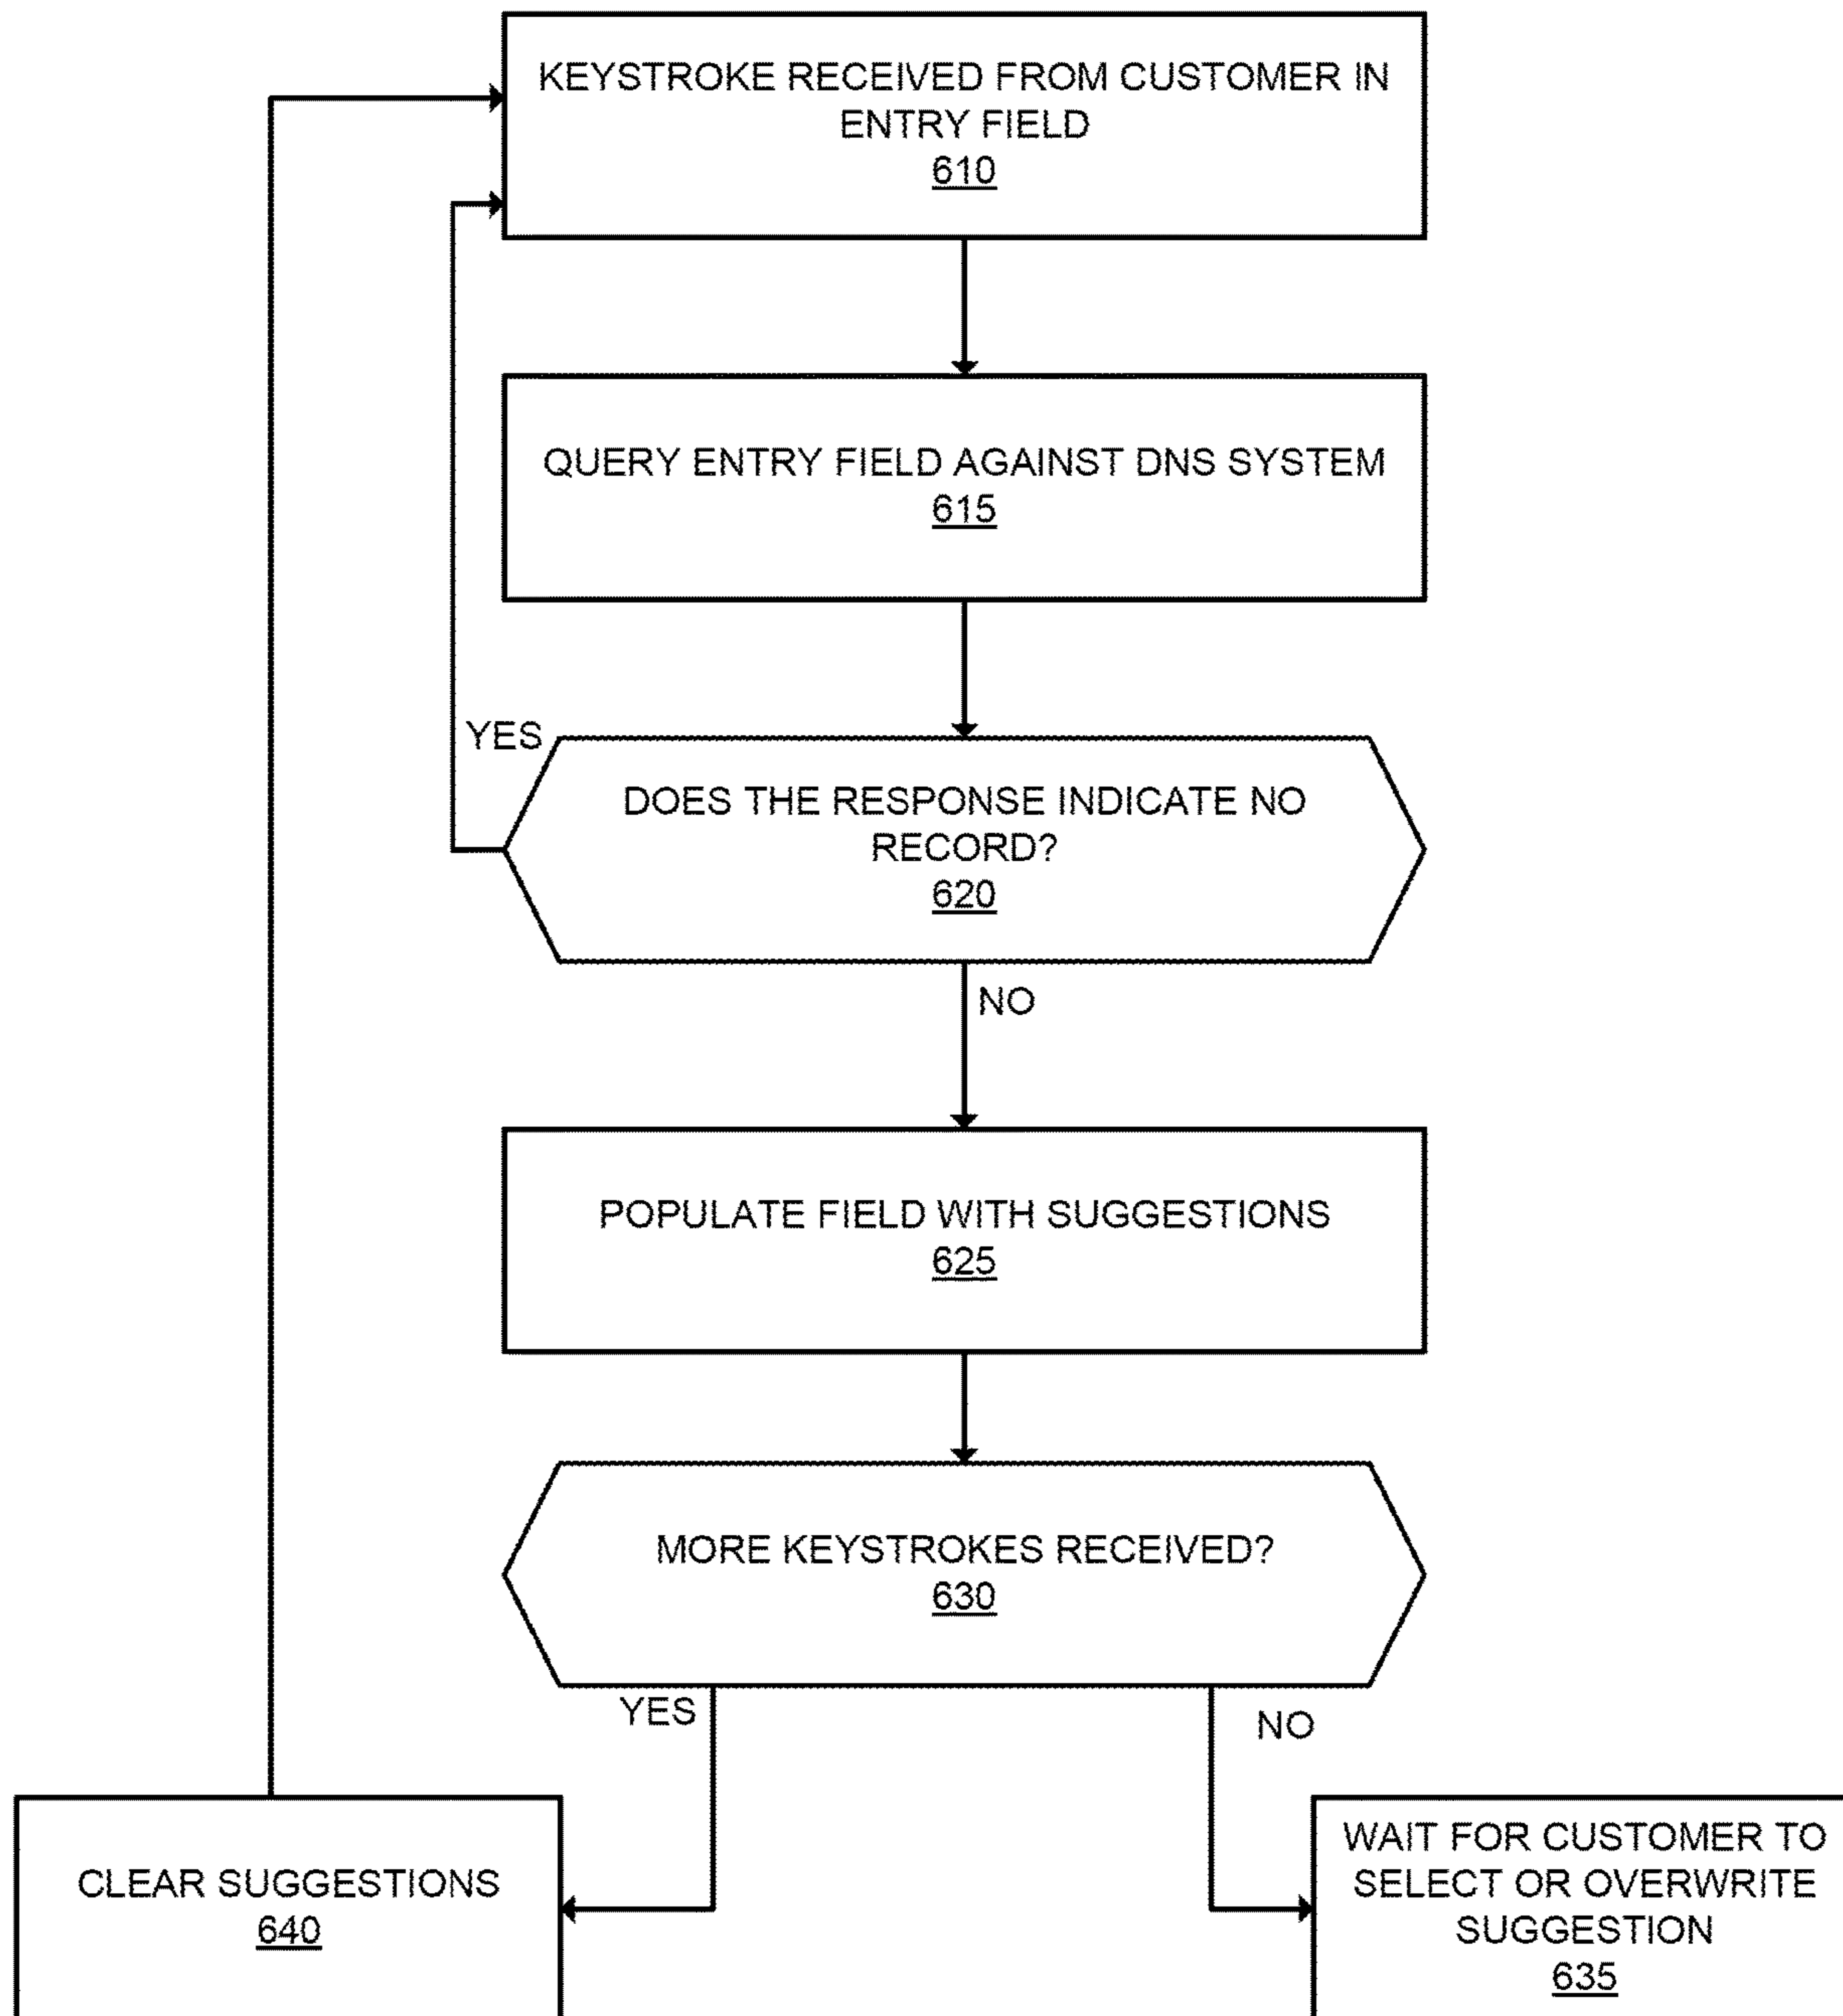 KEYSTROKE RECEIVED FROM CUSTOMER IN
ENTRY FIELD
610
QUERY ENTRY FIELD AGAINST DNS SYSTEM
615
YES
DOES THE RESPONSE INDICATE NO
RECORD?
620
NO
POPULATE FIELD WITH SUGGESTIONS
625
MORE KEYSTROKES RECEIVED?
630
YES
NO
CLEAR SUGGESTIONS
640
WAIT FOR CUSTOMER TO
SELECT OR OVERWRITE
SUGGESTION
635